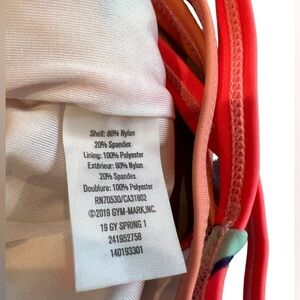 Shell: 80% Nylon
20% Spandex
Lining: 100% Polyester
Extérieur: 80% Nylon
20% Spandex
Doublure: 100% Polyester
RN70530/CA31802
©2019 GYM-MARK,INC.
19 GY SPRING 1
241952758
140193301